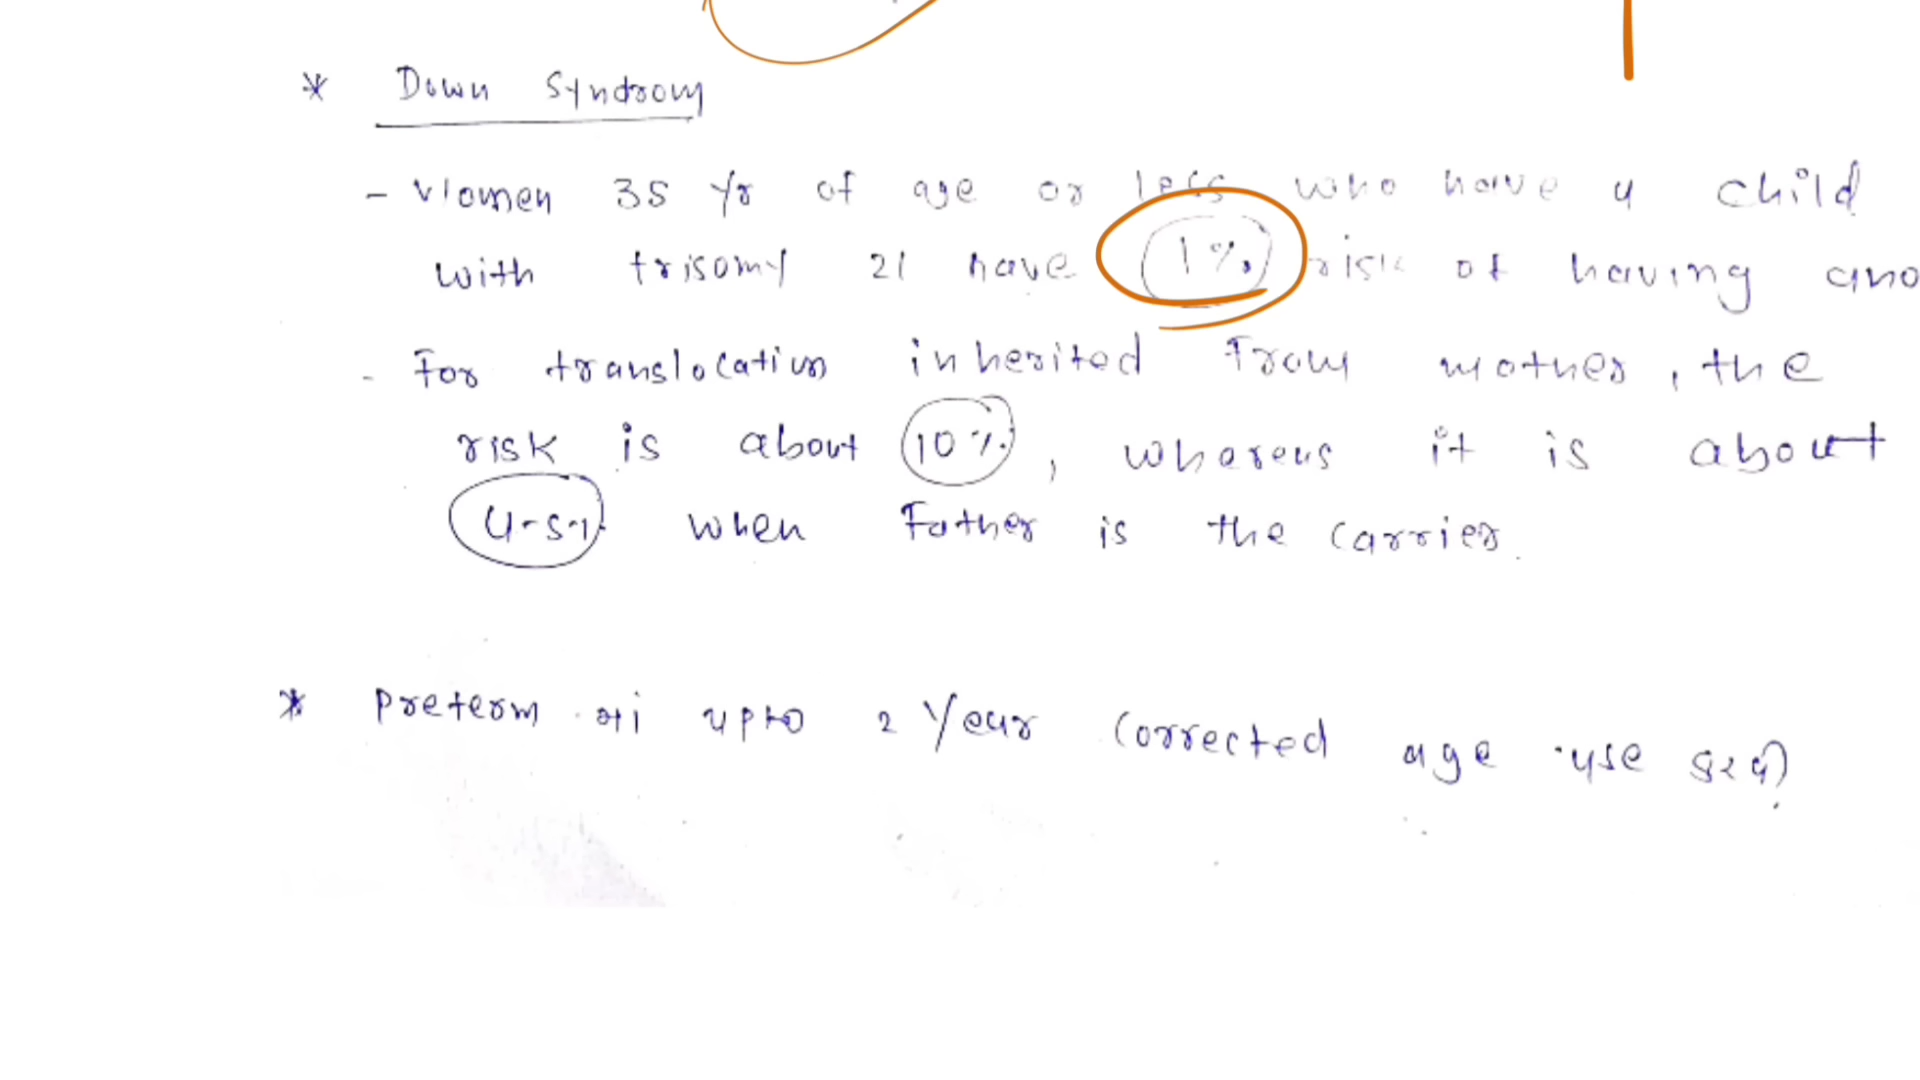 * Down Syndrom
- Women 35 yr of age or less who have a child
with trisomy 21 have 1% risk of having ano
- For translocation inherited from mother, the
risk is about 10%, whereas it is about
4-5% when Father is the carrier.
* Preterm upto 2 Year Corrected age use